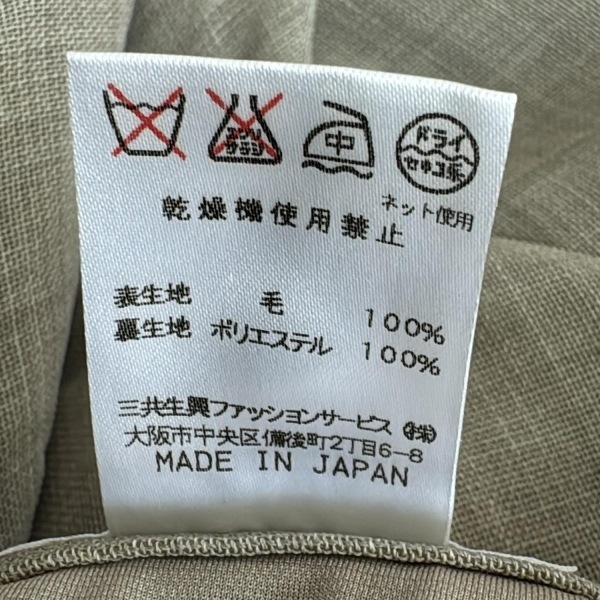 エンソ
サラシ
中
ドライ
セキユ系
ネット使用
乾燥機使用禁止
表生地 毛 100%
裏生地 ポリエステル 100%
三共生興ファッションサービス ㈱
大阪市中央区備後町2丁目6-8
MADE IN JAPAN